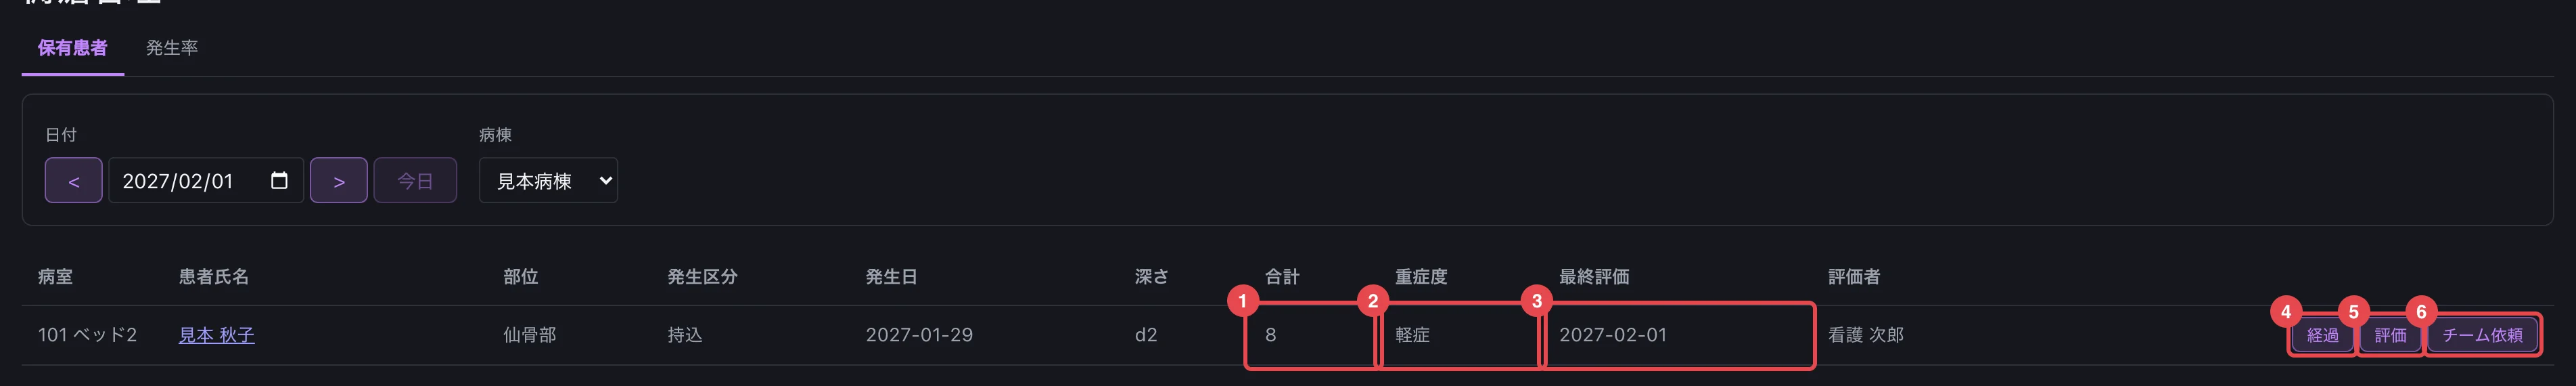 保有患者 発生率
日付 病棟
< 2027/02/01 > 今日 見本病棟
病室 患者氏名 部位 発生区分 発生日 深さ 合計 重症度 最終評価 評価者
1 2 3 4 5 6
101 ベッド2 見本 秋子 仙骨部 持込 2027-01-29 d2 8 軽症 2027-02-01 看護 次郎 経過 評価 チーム依頼